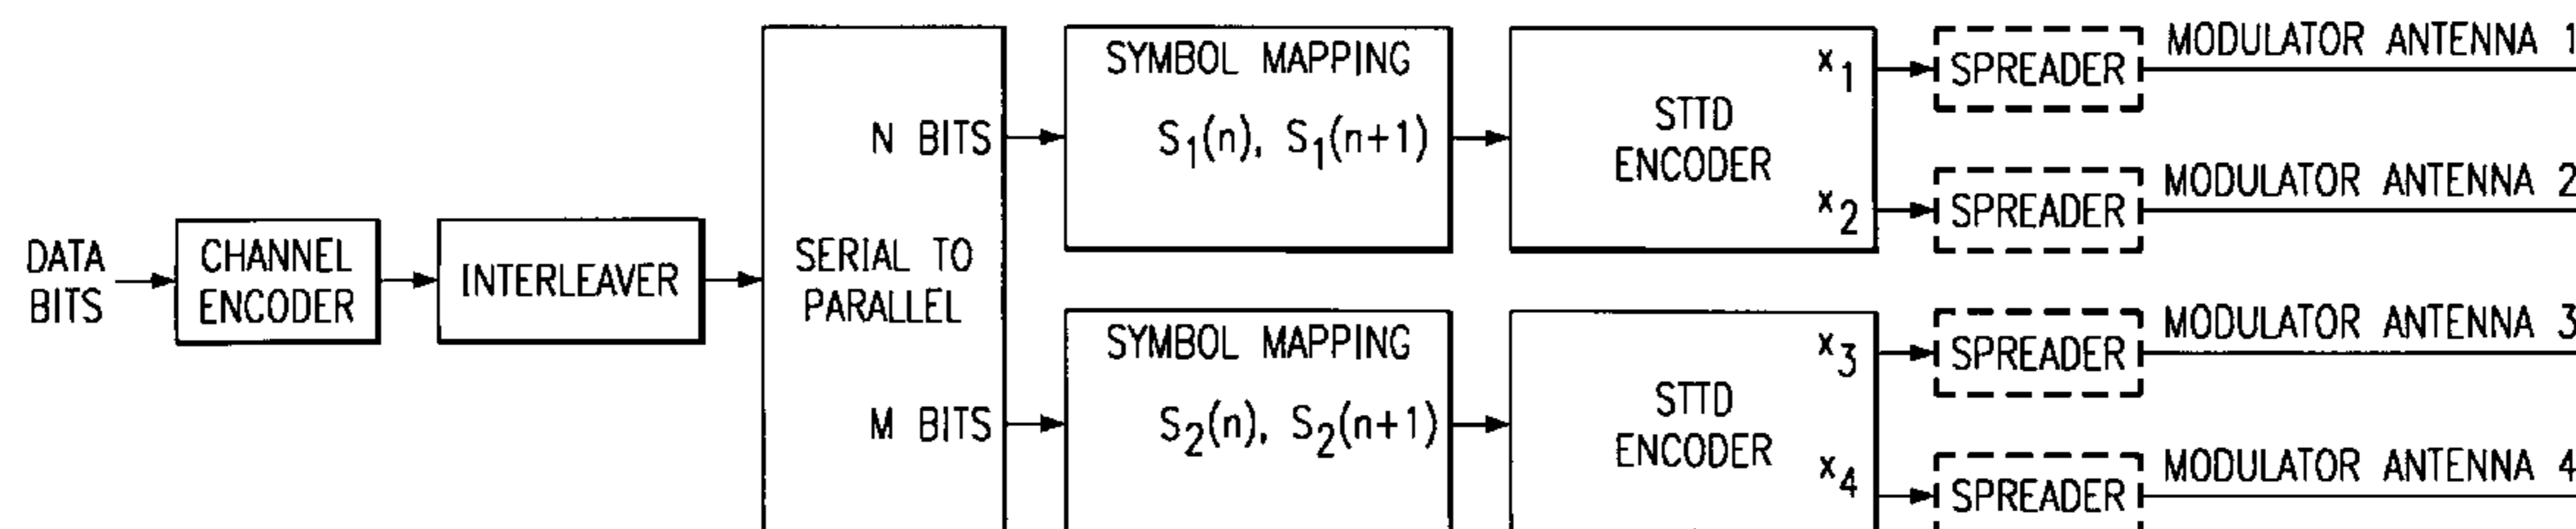 DATA
BITS
CHANNEL
ENCODER
INTERLEAVER
SERIAL TO
PARALLEL
N BITS
M BITS
SYMBOL MAPPING
S1(n), S1(n+1)
STTD
ENCODER
x1
x2
SPREADER
MODULATOR ANTENNA 1
SPREADER
MODULATOR ANTENNA 2
SYMBOL MAPPING
S2(n), S2(n+1)
STTD
ENCODER
x3
x4
SPREADER
MODULATOR ANTENNA 3
SPREADER
MODULATOR ANTENNA 4